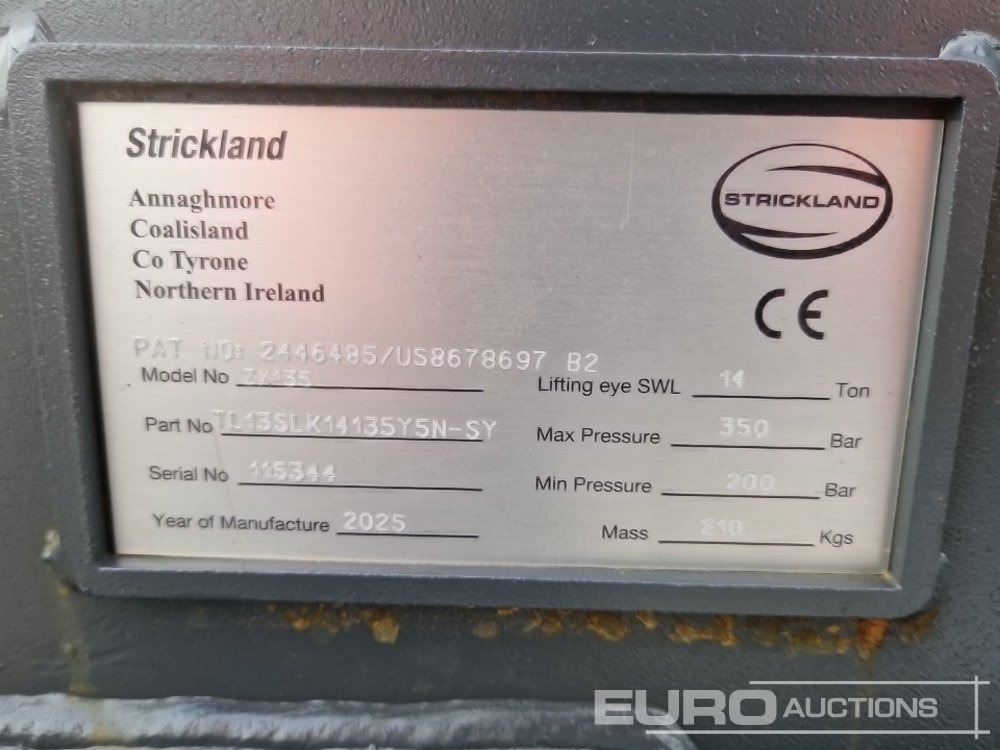 Strickland
STRICKLAND
Annaghmore
Coalisland
Co Tyrone
Northern Ireland
CE
PAT NO: 2446485/US8678697 B2
Model No ZX135
Part No TL13SLK14135Y5N-SY
Serial No 115344
Year of Manufacture 2025
Lifting eye SWL 14 Ton
Max Pressure 350 Bar
Min Pressure 200 Bar
Mass 210 Kgs
EURO AUCTIONS